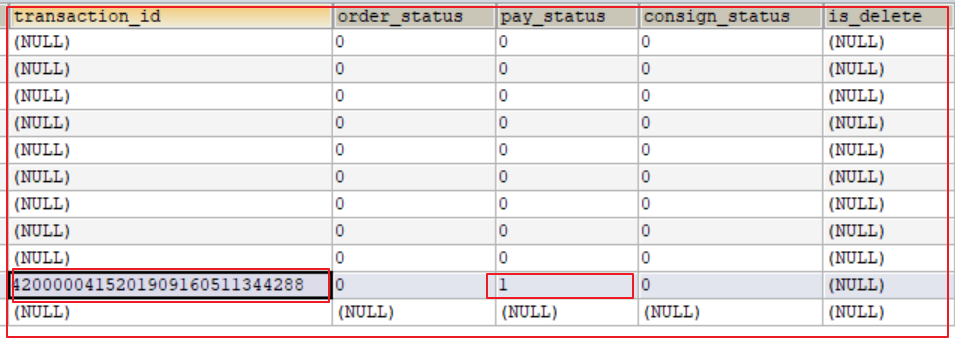 transaction_id order_status pay_status consign_status is_delete
(NULL) 0 0 0 (NULL)
(NULL) 0 0 0 (NULL)
(NULL) 0 0 0 (NULL)
(NULL) 0 0 0 (NULL)
(NULL) 0 0 0 (NULL)
(NULL) 0 0 0 (NULL)
(NULL) 0 0 0 (NULL)
(NULL) 0 0 0 (NULL)
(NULL) 0 0 0 (NULL)
4200000415201909160511344288 0 1 0 (NULL)
(NULL) (NULL) (NULL) (NULL) (NULL)